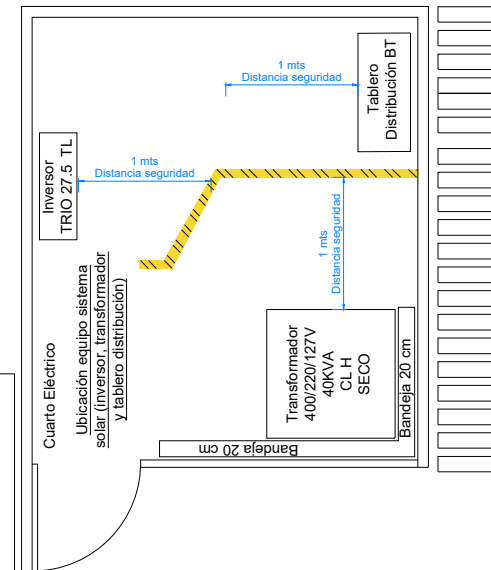 1 mts
Distancia seguridad
Tablero
Distribución BT
Inversor
TRIO 27.5 TL
1 mts
Distancia seguridad
1 mts
Distancia seguridad
Cuarto Eléctrico
Ubicación equipo sistema
solar (inversor, transformador
y tablero distribución)
Transformador
400/220/127V
40KVA
CL H
SECO
Bandeja 20 cm
Bandeja 20 cm